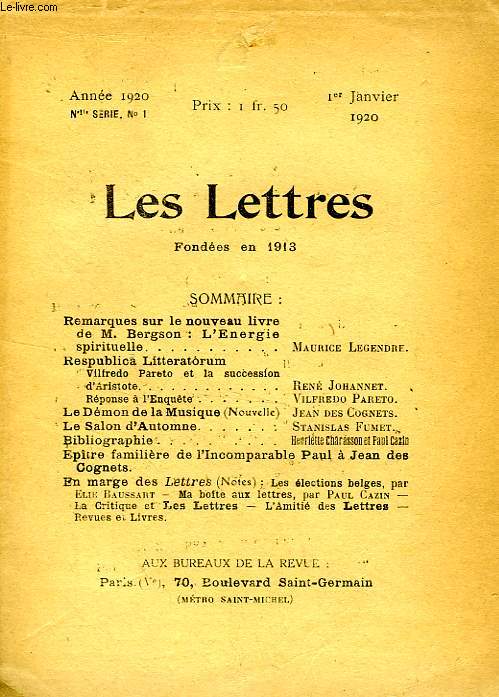 Le-livre.com
Année 1920
Nlle SERIE, No 1
Prix : 1 fr. 50
1er Janvier
1920
Les Lettres
Fondées en 1913
SOMMAIRE :
Remarques sur le nouveau livre
de M. Bergson : L'Energie
spirituelle. . . . . . . . . . . MAURICE LEGENDRE.
Respublica Litteratorum
Vilfredo Pareto et la succession
d'Aristote. . . . . . . . . . . . RENÉ JOHANNET.
Réponse à l'Enquête . . . . . . . VILFREDO PARETO.
Le Démon de la Musique (Nouvelle) JEAN DES COGNETS.
Le Salon d'Automne. . . . . . STANISLAS FUMET.
Bibliographie. . . . . . . . . Henriette Charasson et Paul Cazin
Epître familière de l'Incomparable Paul à Jean des
Cognets.
En marge des Lettres (Notes) : Les élections belges, par
ELIE BAUSSART — Ma boîte aux lettres, par PAUL CAZIN —
La Critique et Les Lettres — L'Amitié des Lettres —
Revues et Livres.
AUX BUREAUX DE LA REVUE :
Paris (Ve), 70, Boulevard Saint-Germain
(MÉTRO SAINT-MICHEL)